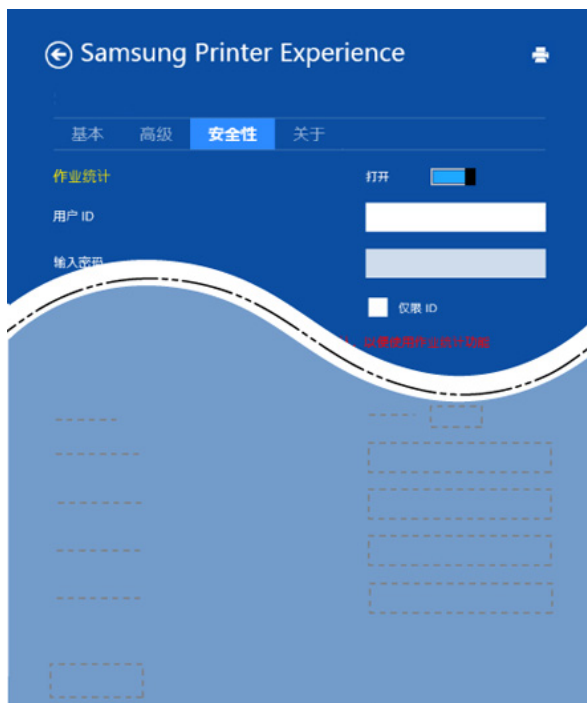 Samsung Printer Experience
基本 高级 安全性 关于
作业统计 打开
用户 ID
输入密码
仅限 ID
以便使用作业统计功能